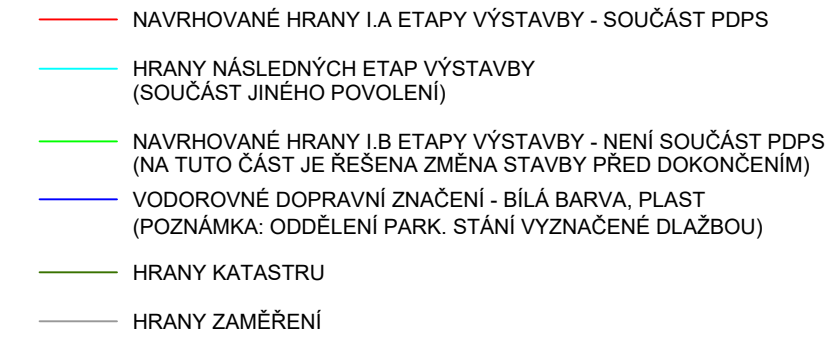 NAVRHOVANÉ HRANY I.A ETAPY VÝSTAVBY - SOUČÁST PDPS
HRANY NÁSLEDNÝCH ETAP VÝSTAVBY
(SOUČÁST JINÉHO POVOLENÍ)
NAVRHOVANÉ HRANY I.B ETAPY VÝSTAVBY - NENÍ SOUČÁST PDPS
(NA TUTO ČÁST JE ŘEŠENA ZMĚNA STAVBY PŘED DOKONČENÍM)
VODOROVNÉ DOPRAVNÍ ZNAČENÍ - BÍLÁ BARVA, PLAST
(POZNÁMKA: ODDĚLENÍ PARK. STÁNÍ VYZNAČENÉ DLAŽBOU)
HRANY KATASTRU
HRANY ZAMĚŘENÍ